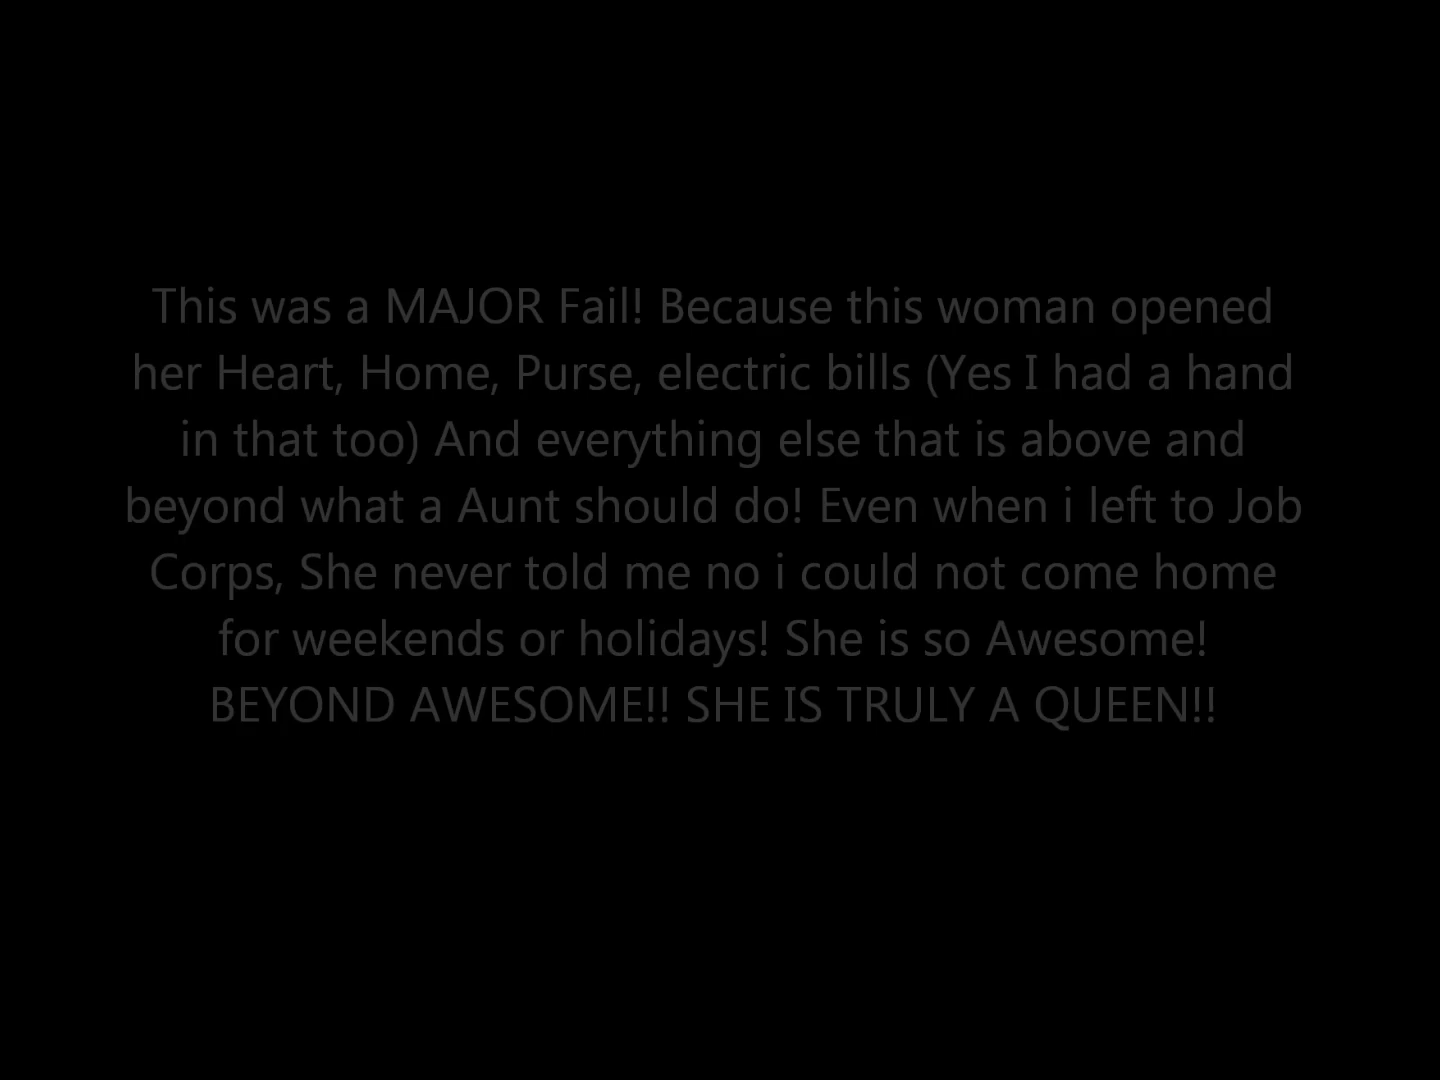 This was a MAJOR Fail! Because this woman opened
her Heart, Home, Purse, electric bills (Yes I had a hand
in that too) And everything else that is above and
beyond what a Aunt should do! Even when i left to Job
Corps, She never told me no i could not come home
for weekends or holidays! She is so Awesome!
BEYOND AWESOME!! SHE IS TRULY A QUEEN!!